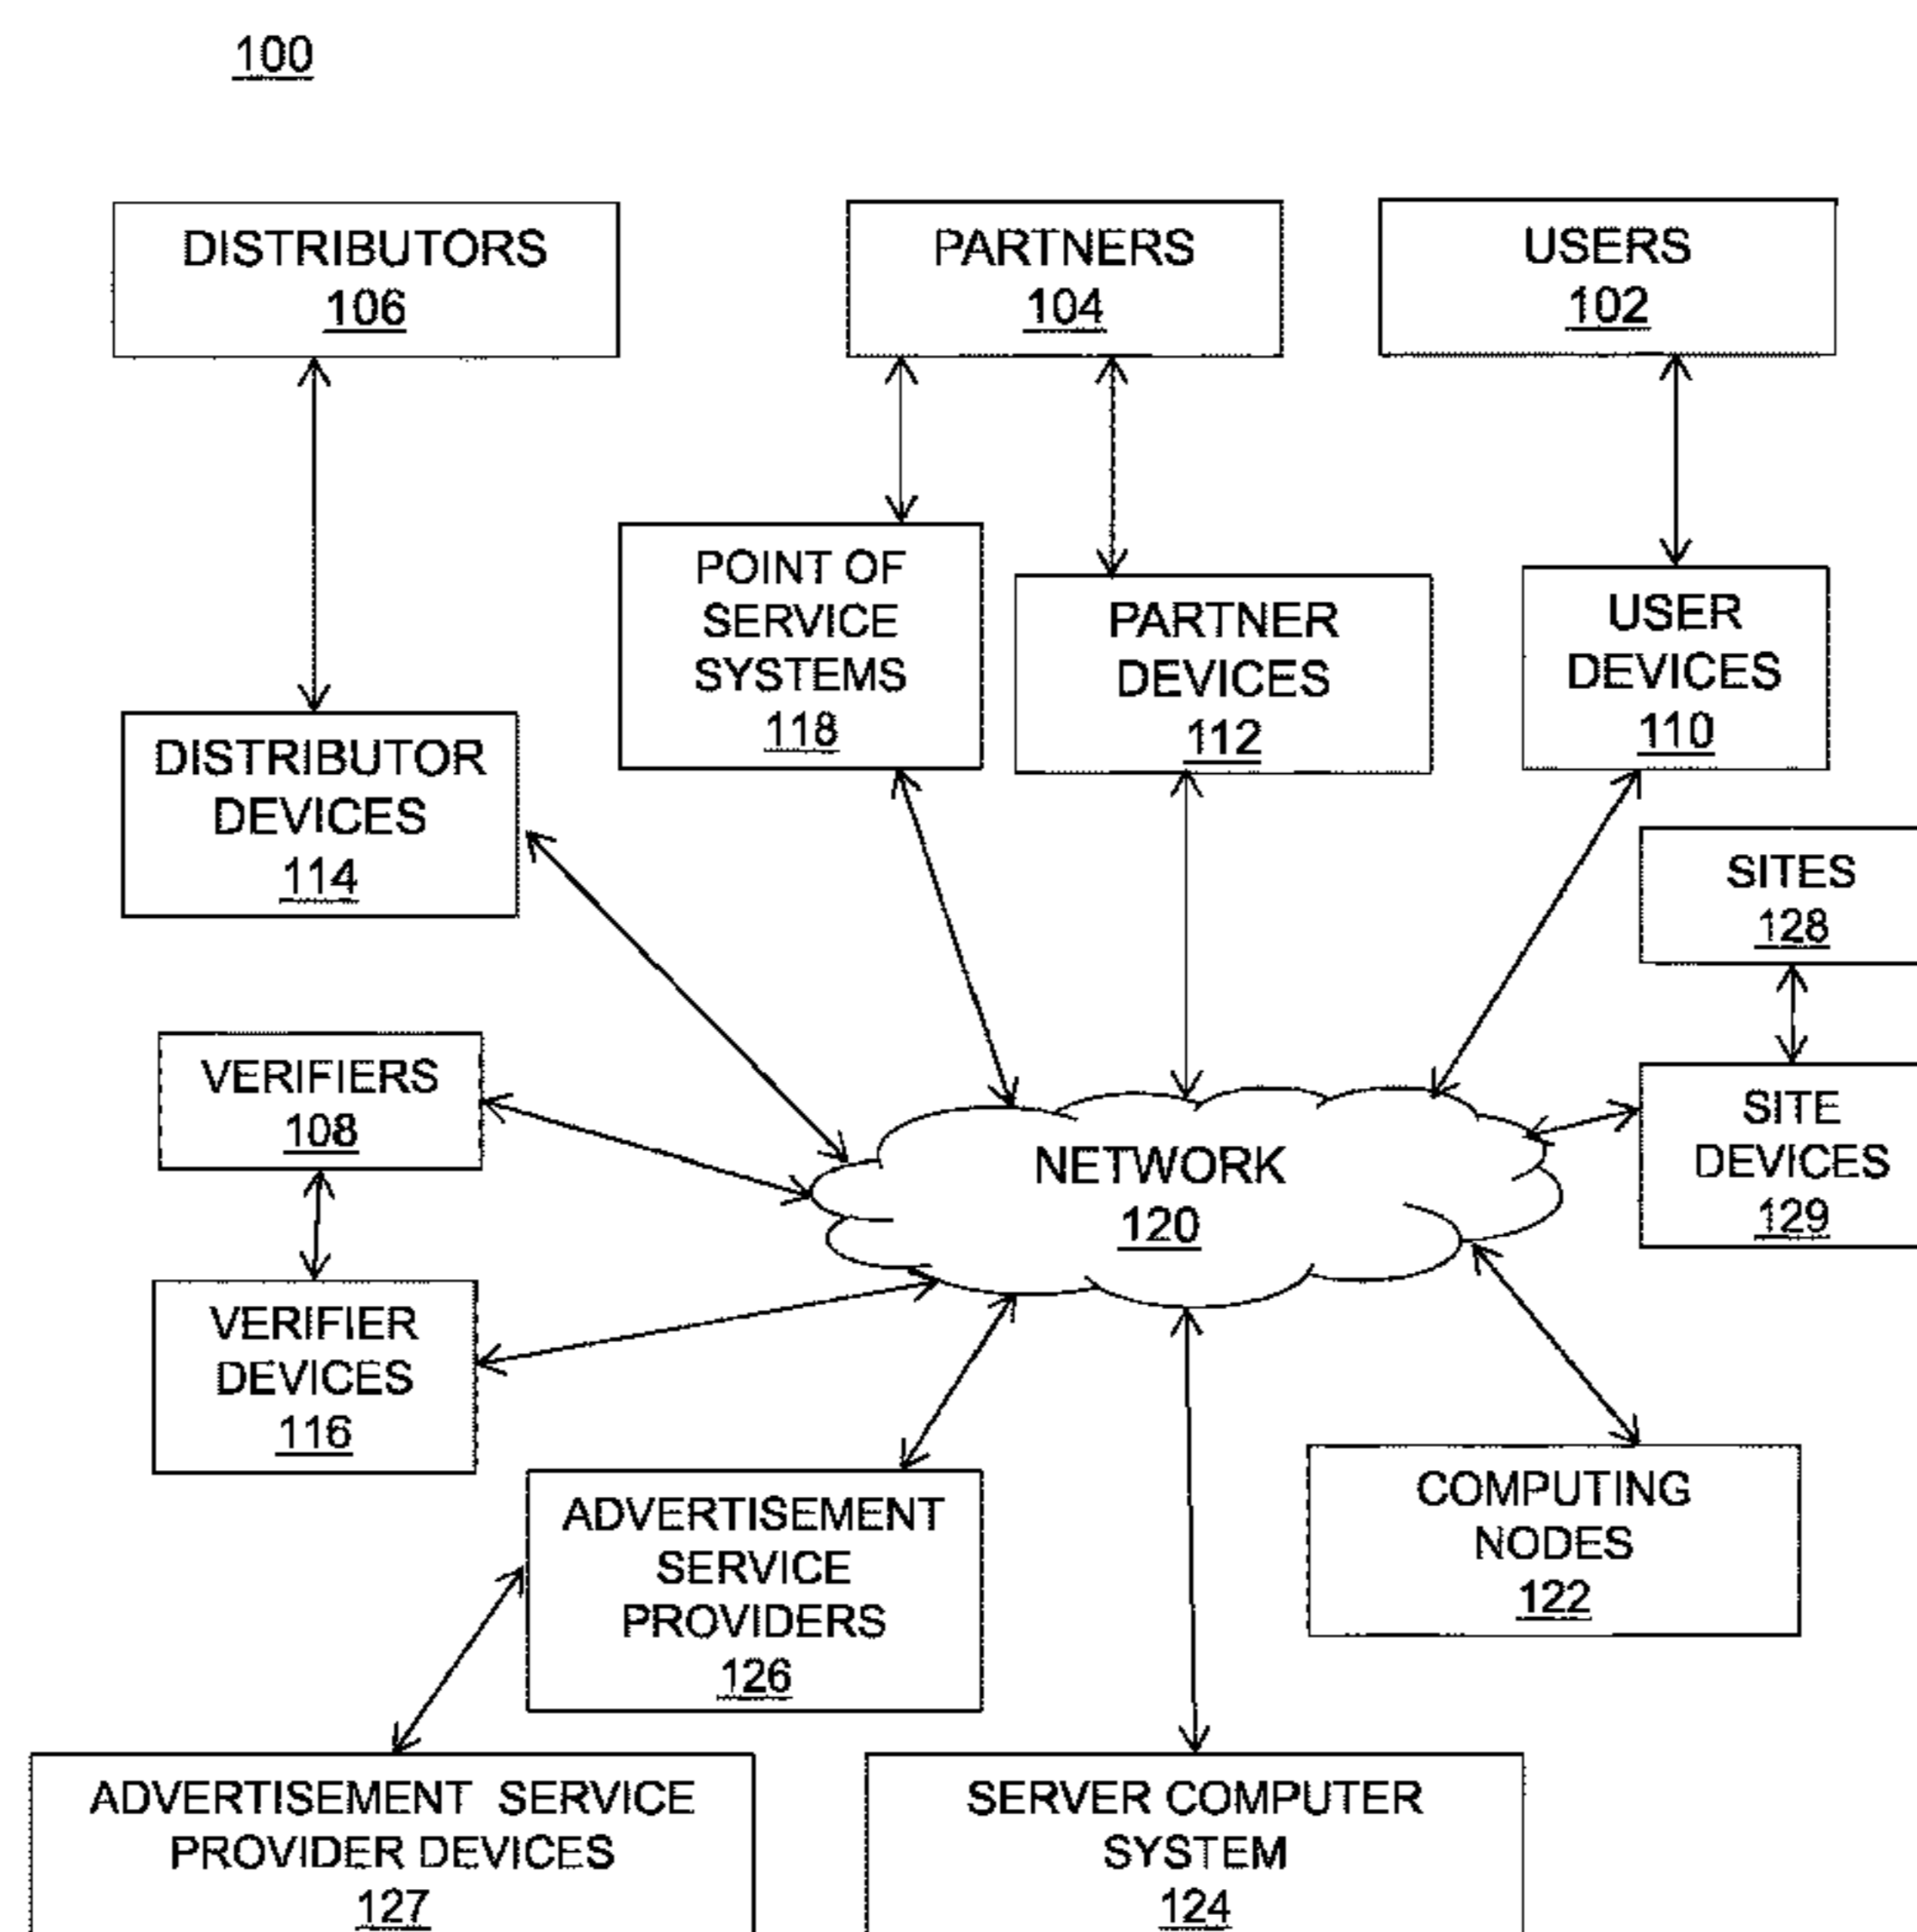 100
DISTRIBUTORS
106
PARTNERS
104
USERS
102
POINT OF
SERVICE
SYSTEMS
118
PARTNER
DEVICES
112
USER
DEVICES
110
DISTRIBUTOR
DEVICES
114
SITES
128
VERIFIERS
108
NETWORK
120
SITE
DEVICES
129
VERIFIER
DEVICES
116
ADVERTISEMENT
SERVICE
PROVIDERS
126
COMPUTING
NODES
122
ADVERTISEMENT SERVICE
PROVIDER DEVICES
127
SERVER COMPUTER
SYSTEM
124